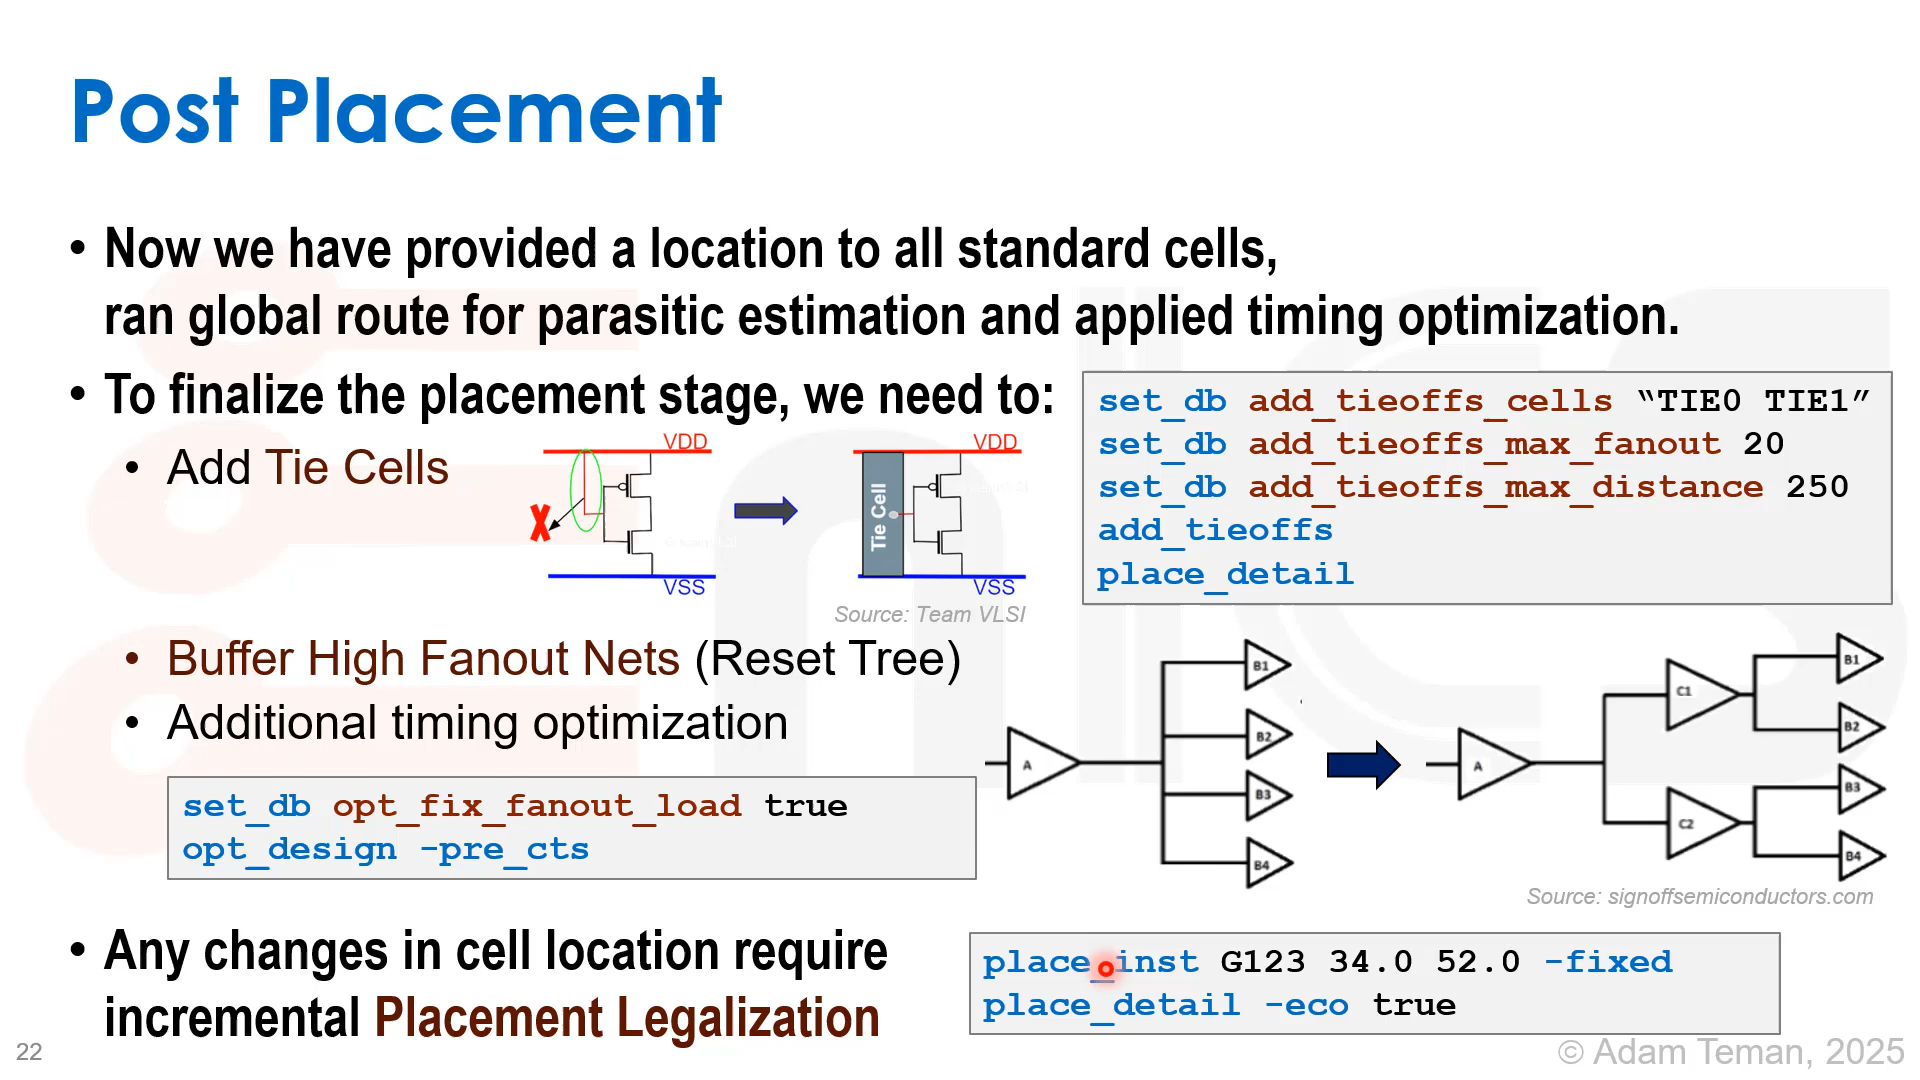 Post Placement
• Now we have provided a location to all standard cells,
ran global route for parasitic estimation and applied timing optimization.
• To finalize the placement stage, we need to:
• Add Tie Cells
VDD
VSS
X
Tie Cell
VDD
VSS
Source: Team VLSI
set_db add_tieoffs_cells “TIE0 TIE1”
set_db add_tieoffs_max_fanout 20
set_db add_tieoffs_max_distance 250
add_tieoffs
place_detail
• Buffer High Fanout Nets (Reset Tree)
• Additional timing optimization
set_db opt_fix_fanout_load true
opt_design -pre_cts
A
B1
B2
B3
B4
A
C1
C2
B1
B2
B3
B4
Source: signoffsemiconductors.com
• Any changes in cell location require
incremental Placement Legalization
place_inst G123 34.0 52.0 -fixed
place_detail -eco true
22
© Adam Teman, 2025